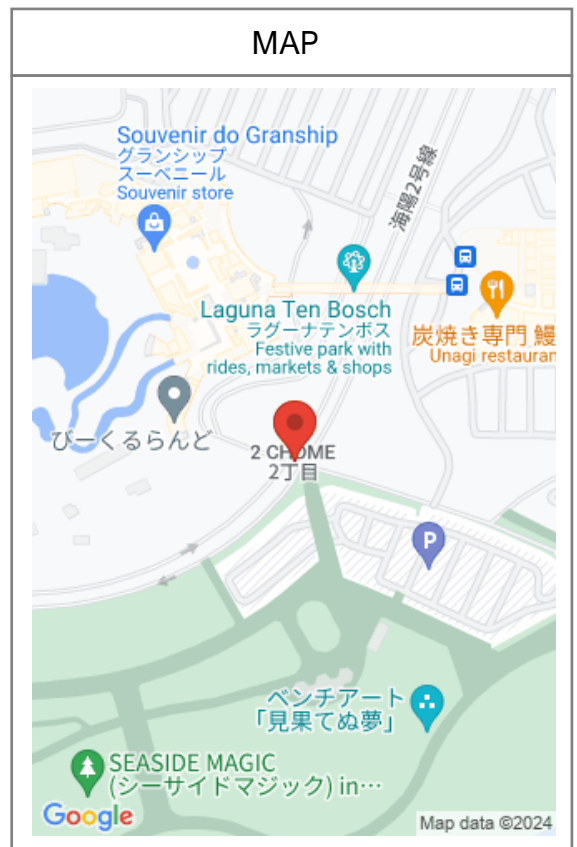 MAP
Souvenir do Granship
グランシップ
スーベニール
Souvenir store
海陽2号線
Laguna Ten Bosch
ラグーナテンボス
Festive park with
rides, markets & shops
炭焼き専門 鰻
Unagi restauran
びーくるらんど
2 CHOME
2丁目
P
ベンチアート
「見果てぬ夢」
SEASIDE MAGIC
(シーサイドマジック) in…
Google
Map data ©2024